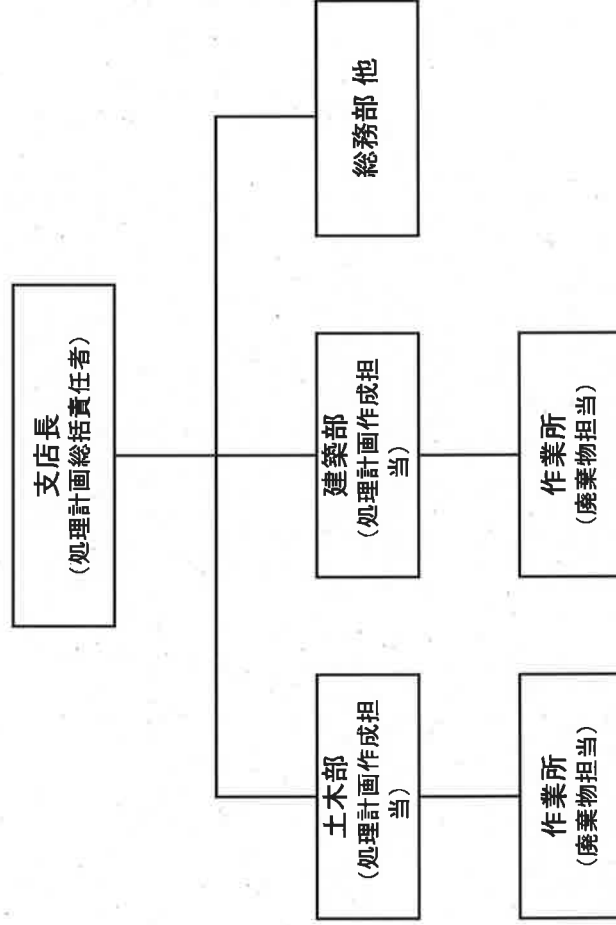 支店長
（処理計画総括責任者）
土木部
（処理計画作成担
当）
建築部
（処理計画作成担
当）
総務部 他
作業所
（廃棄物担当）
作業所
（廃棄物担当）